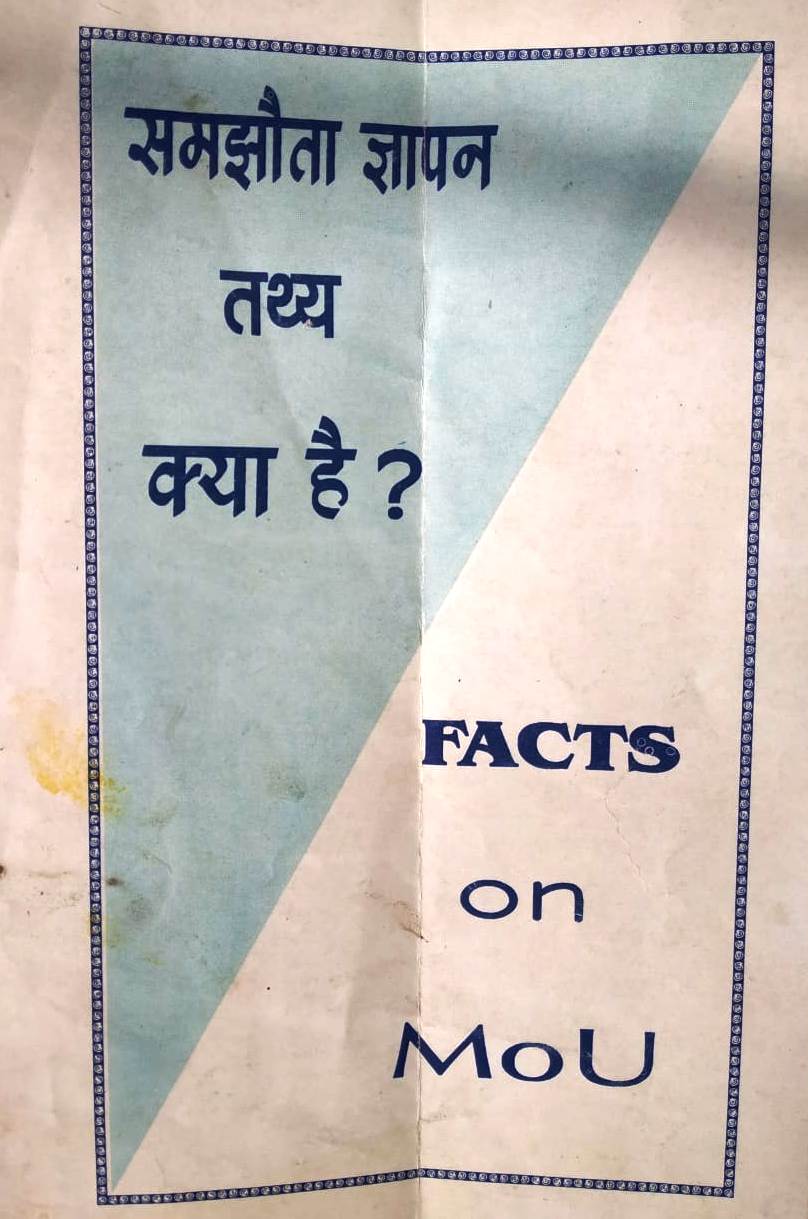 समझौता ज्ञापन
तथ्य
क्या है ?
FACTS
on
MoU